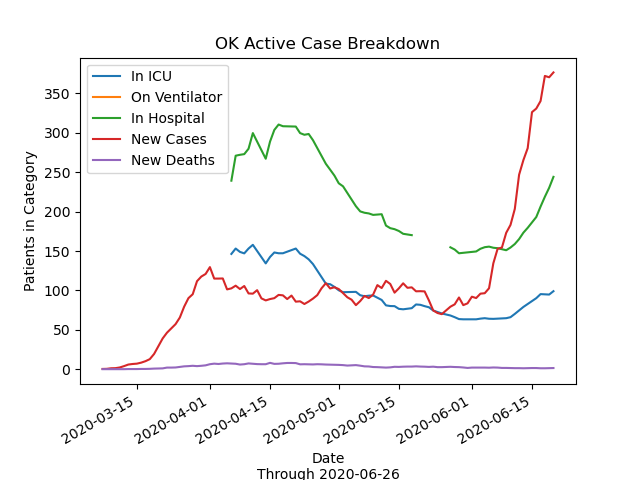 OK Active Case Breakdown
In ICU
On Ventilator
In Hospital
New Cases
New Deaths
Patients in Category
350
300
250
200
150
100
50
0
2020-03-15
2020-04-01
2020-04-15
2020-05-01
2020-05-15
2020-06-01
2020-06-15
Date
Through 2020-06-26